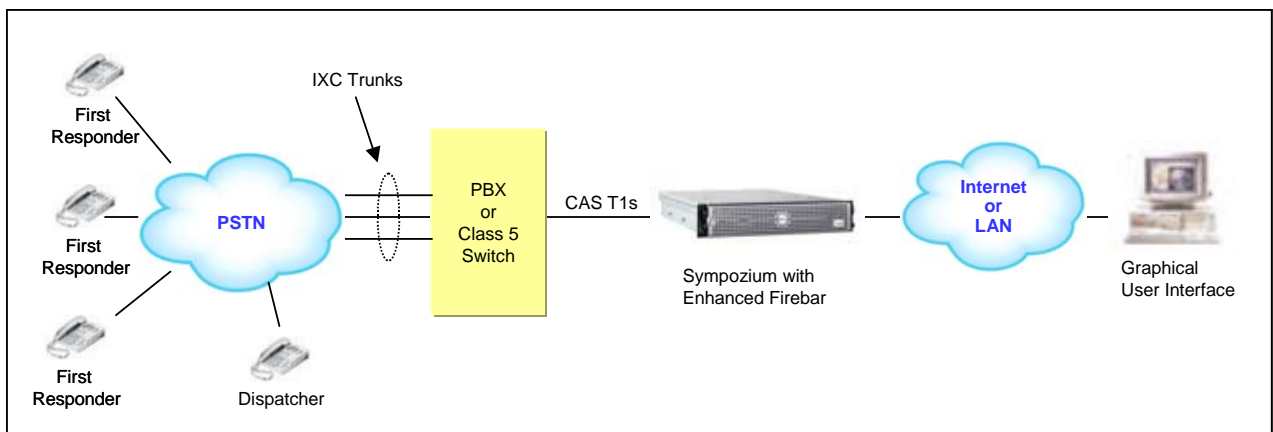 First
Responder
IXC Trunks
First
Responder
PSTN
First
Responder
Dispatcher
PBX
or
Class 5
Switch
CAS T1s
Sympozium with
Enhanced Firebar
Internet
or
LAN
Graphical
User Interface